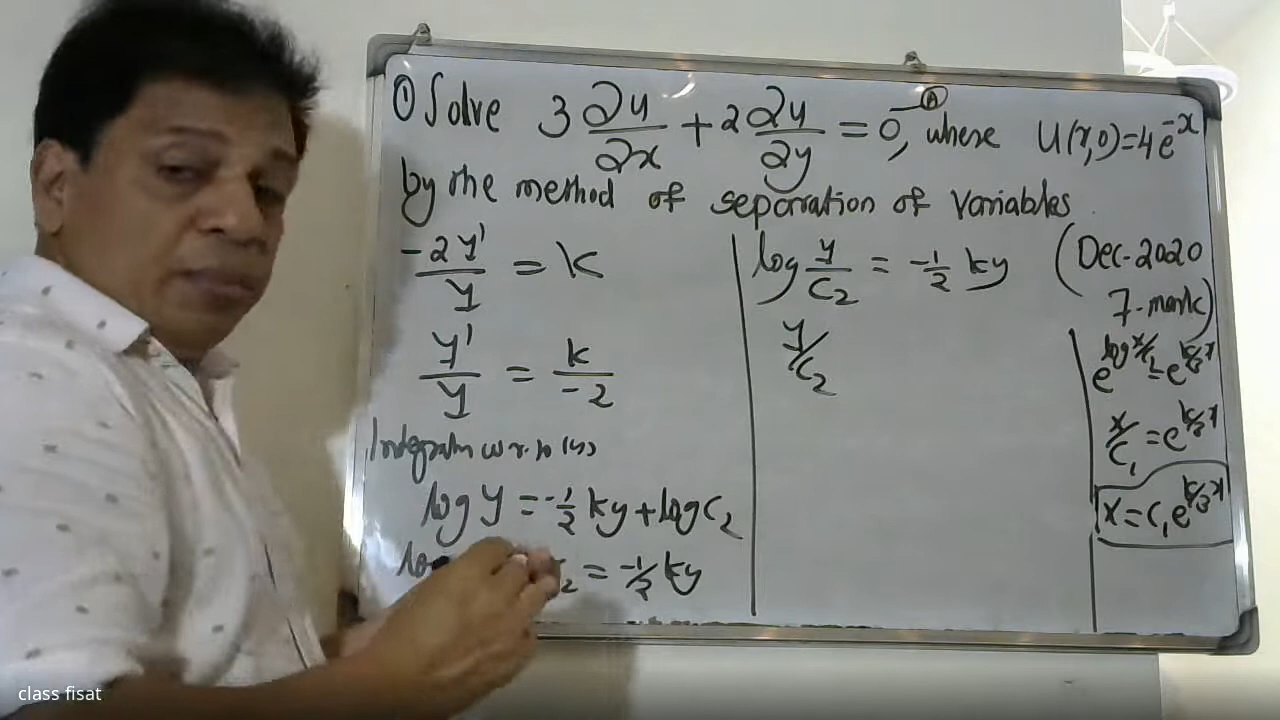 ① Solve 3 ∂u/∂x + 2 ∂u/∂y = 0, —Ⓐ where u(x,0)=4e^-x
by the method of separation of variables.
-2Y'/Y = k
Y'/Y = k/-2
Integrating w.r.to
log Y = -1/2 ky + log C2
= -1/2 ky
log Y/C2 = -1/2 ky
Y/C2
(Dec-2020
7-mark)
e^log x/c1 = e^k/3 x
X/C1 = e^k/3 x
X = C1 e^k/3 x
class fisat